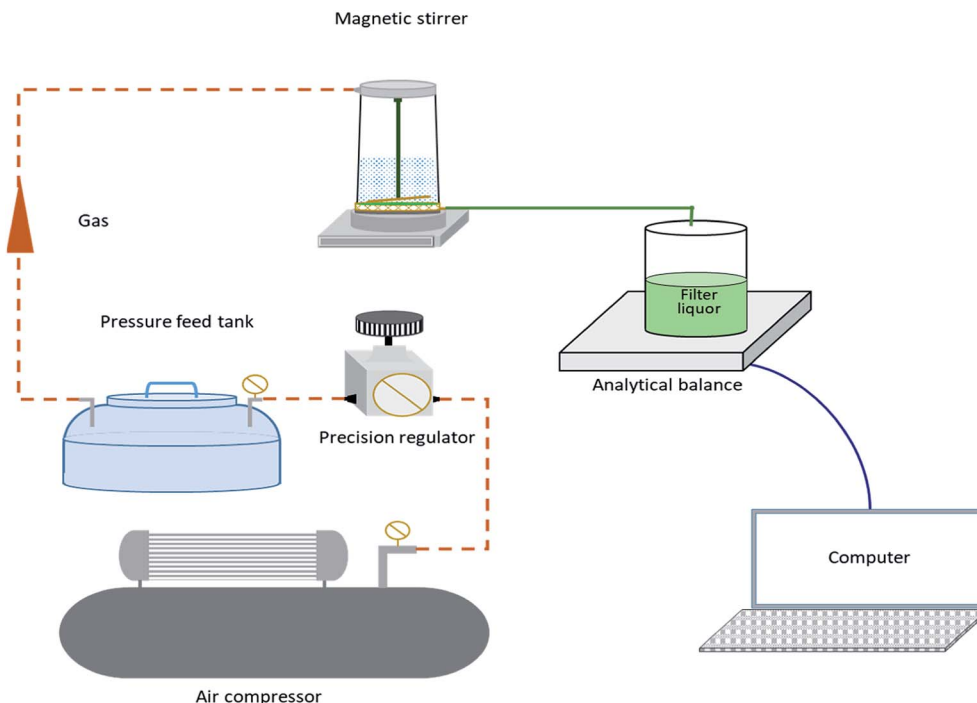 Magnetic stirrer
Gas
Pressure feed tank
Filter
liquor
Analytical balance
Precision regulator
Computer
Air compressor